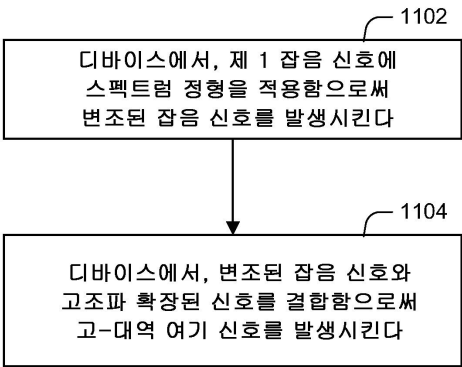 1102
디바이스에서, 제 1 잡음 신호에
스펙트럼 정형을 적용함으로써
변조된 잡음 신호를 발생시킨다
1104
디바이스에서, 변조된 잡음 신호와
고조파 확장된 신호를 결합함으로써
고-대역 여기 신호를 발생시킨다